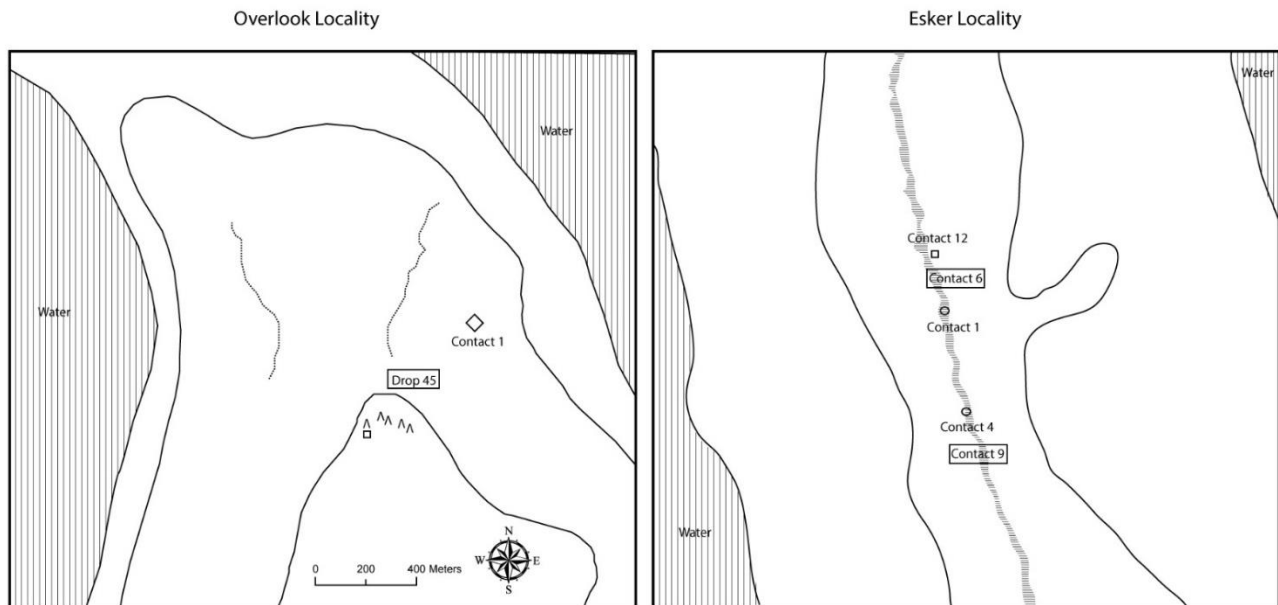 Overlook Locality
Esker Locality
Water
Water
Contact 1
Drop 45
N
W E
S
0 200 400 Meters
Water
Contact 12
Contact 6
Contact 1
Contact 4
Contact 9
Water